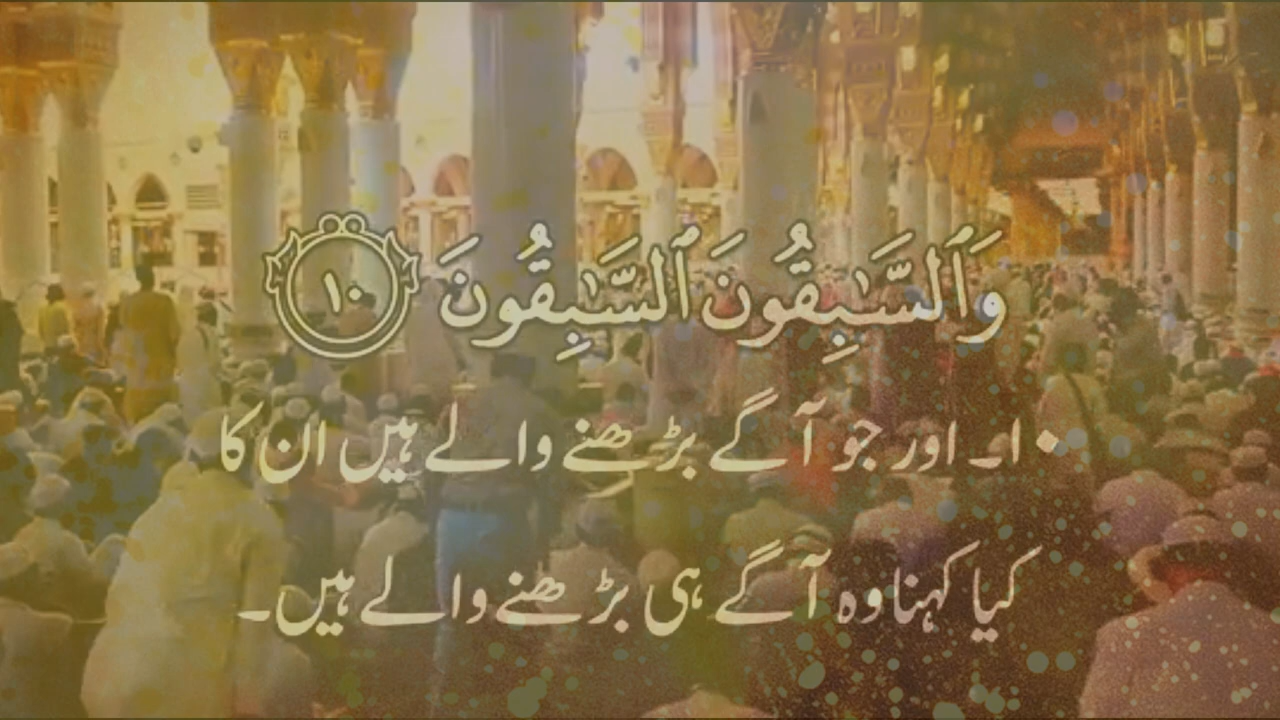 وَٱلسَّـٰبِقُونَ ٱلسَّـٰبِقُونَ ١٠
۱۰۔ اور جو آگے بڑھنے والے ہیں ان کا
کیا کہنا وہ آگے ہی بڑھنے والے ہیں۔